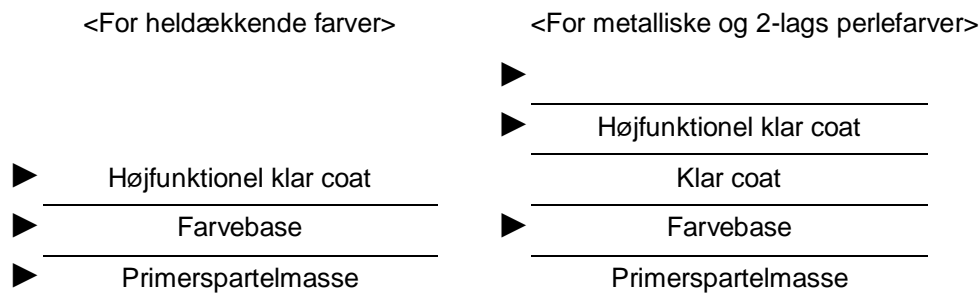 <For heldækkende farver>
Højfunktionel klar coat
Farvebase
Primerspartelmasse
<For metalliske og 2-lags perlefarver>
Højfunktionel klar coat
Klar coat
Farvebase
Primerspartelmasse